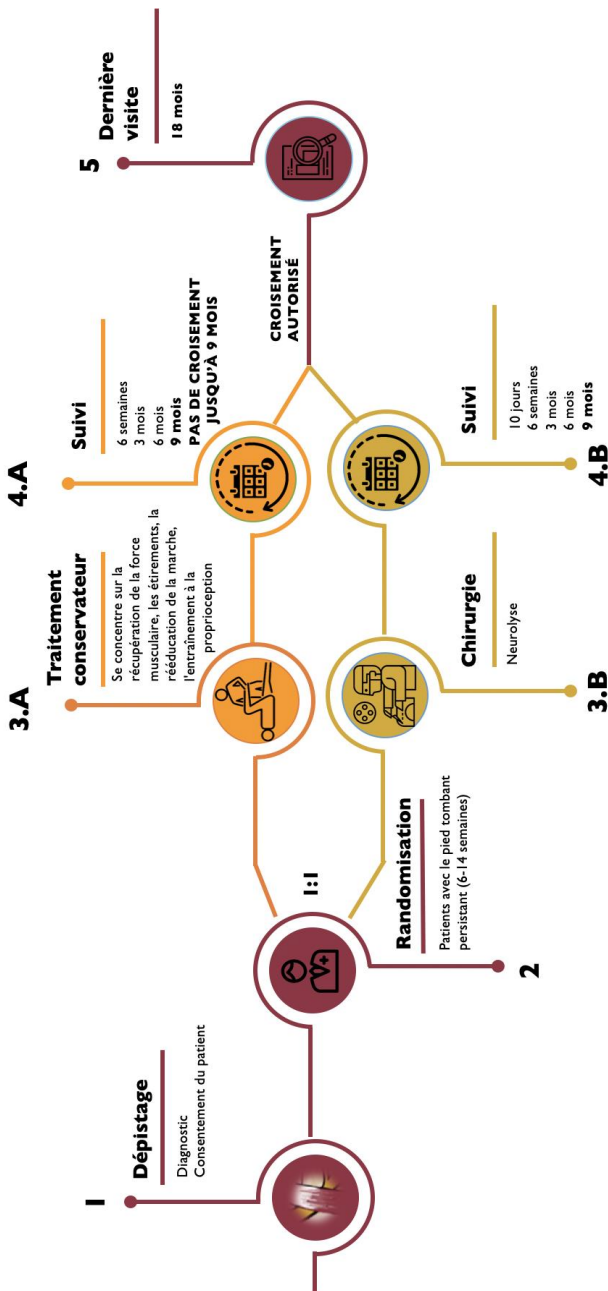 1
Dépistage
Diagnostic
Consentement du patient
2
Randomisation
Patients avec le pied tombant
persistant (6-14 semaines)
1:1
3.A
Traitement
conservateur
Se concentre sur la
récupération de la force
musculaire, les étirements, la
rééducation de la marche,
l'entraînement à la
proprioception
3.B
Chirurgie
Neurolyse
4.A
Suivi
6 semaines
3 mois
6 mois
9 mois
PAS DE CROISEMENT
JUSQU'À 9 MOIS
4.B
Suivi
10 jours
6 semaines
3 mois
6 mois
9 mois
CROISEMENT
AUTORISÉ
5
Dernière
visite
18 mois